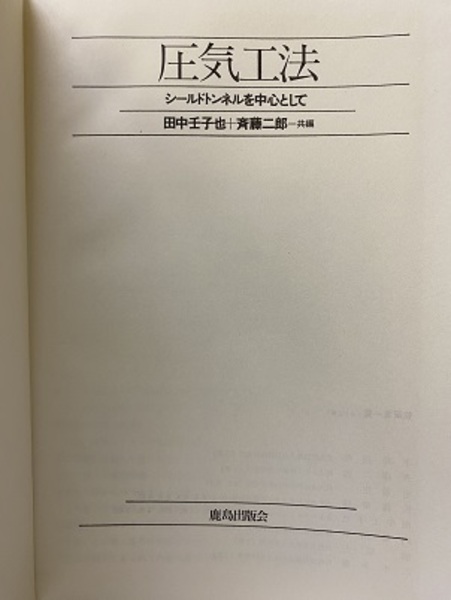 圧気工法
シールドトンネルを中心として
田中壬子也+斉藤二郎=共編
鹿島出版会